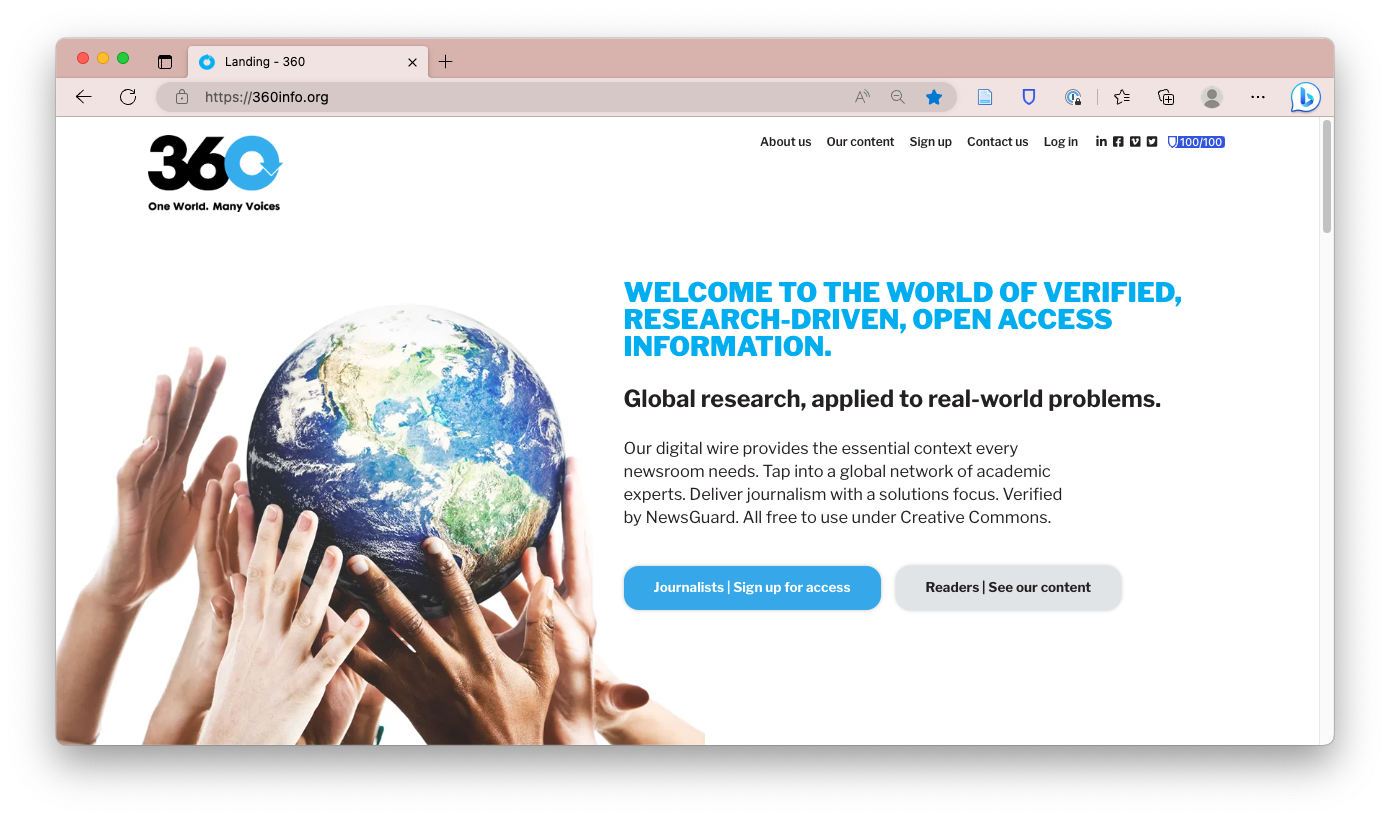 Landing - 360
https://360info.org
360
One World. Many Voices
About us
Our content
Sign up
Contact us
Log in
100/100
WELCOME TO THE WORLD OF VERIFIED,
RESEARCH-DRIVEN, OPEN ACCESS
INFORMATION.
Global research, applied to real-world problems.
Our digital wire provides the essential context every
newsroom needs. Tap into a global network of academic
experts. Deliver journalism with a solutions focus. Verified
by NewsGuard. All free to use under Creative Commons.
Journalists | Sign up for access
Readers | See our content